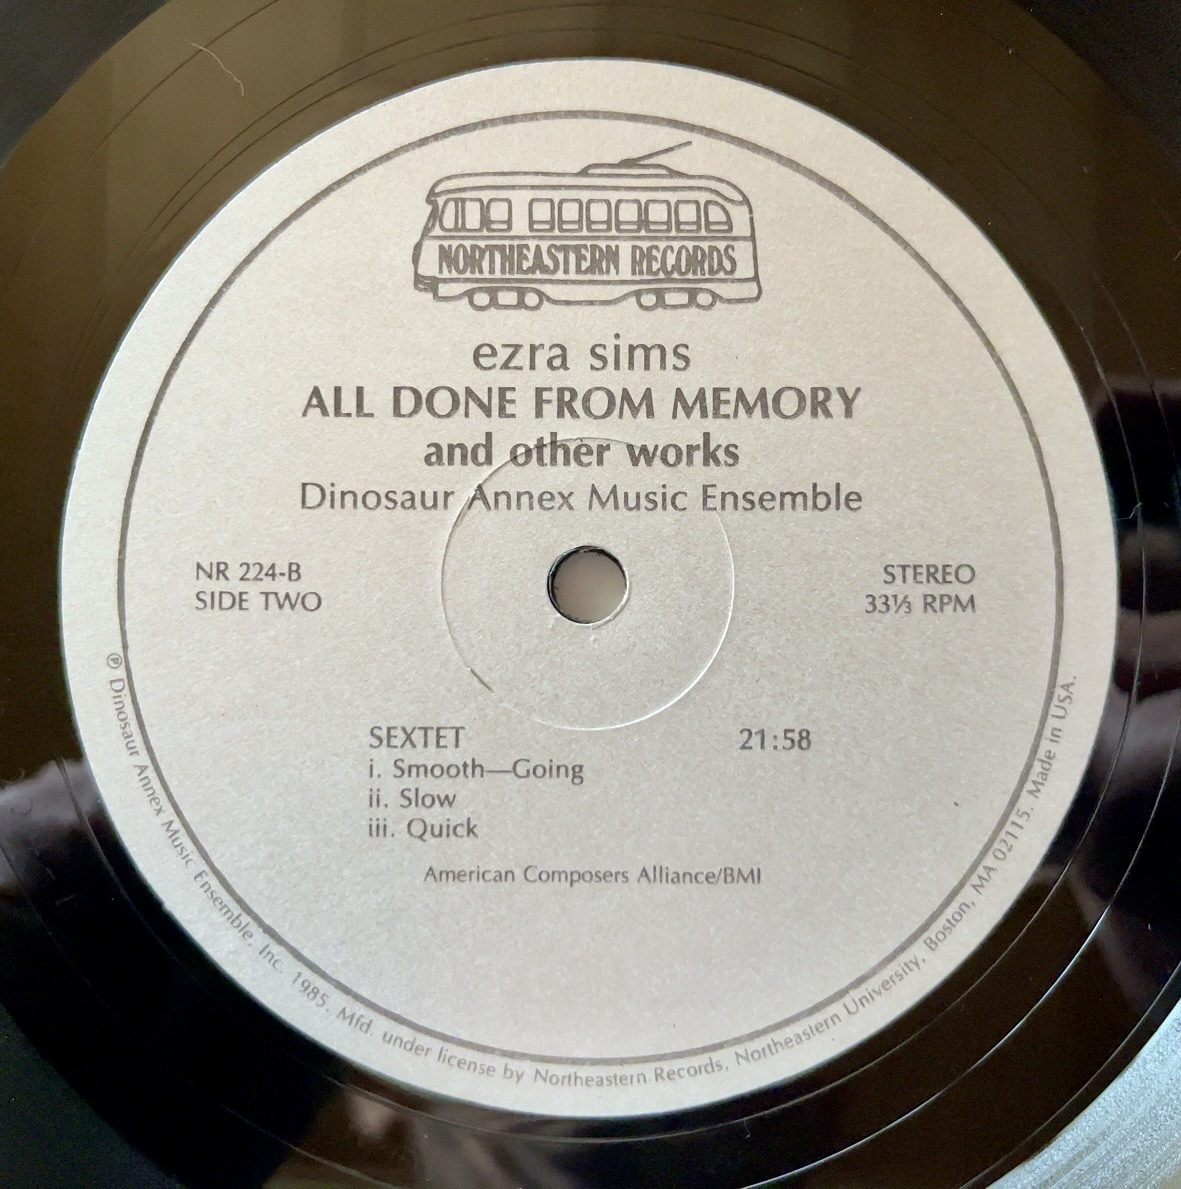 NORTHEASTERN RECORDS
ezra sims
ALL DONE FROM MEMORY
and other works
Dinosaur Annex Music Ensemble
NR 224-B
SIDE TWO
STEREO
33⅓ RPM
SEXTET 21:58
i. Smooth—Going
ii. Slow
iii. Quick
American Composers Alliance/BMI
℗ Dinosaur Annex Music Ensemble, Inc. 1985. Mfd. under license by Northeastern Records, Northeastern University, Boston, MA 02115. Made in USA.